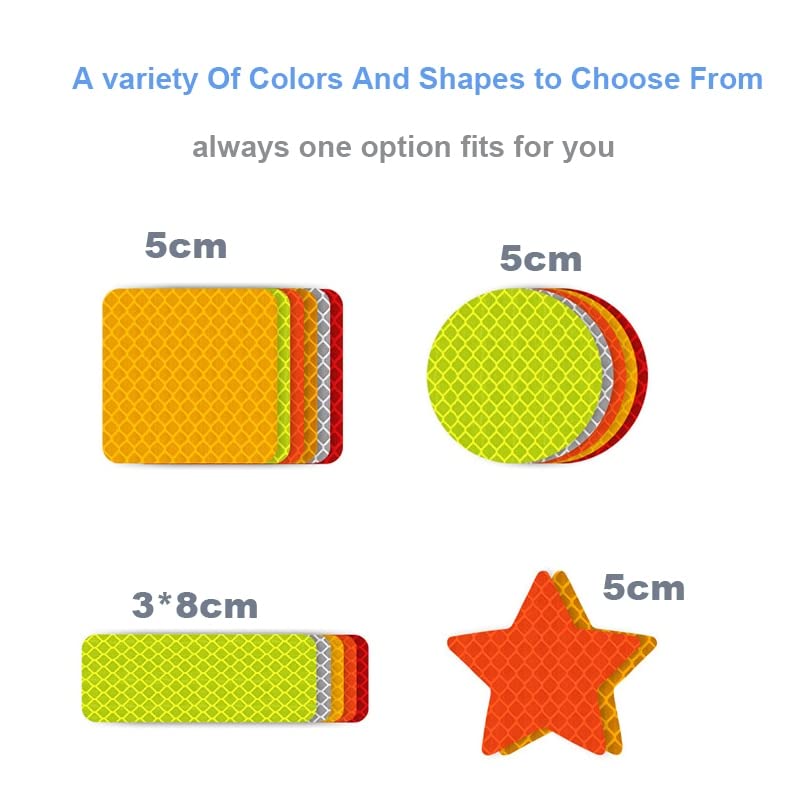 A variety Of Colors And Shapes to Choose From
always one option fits for you
5cm
5cm
3*8cm
5cm